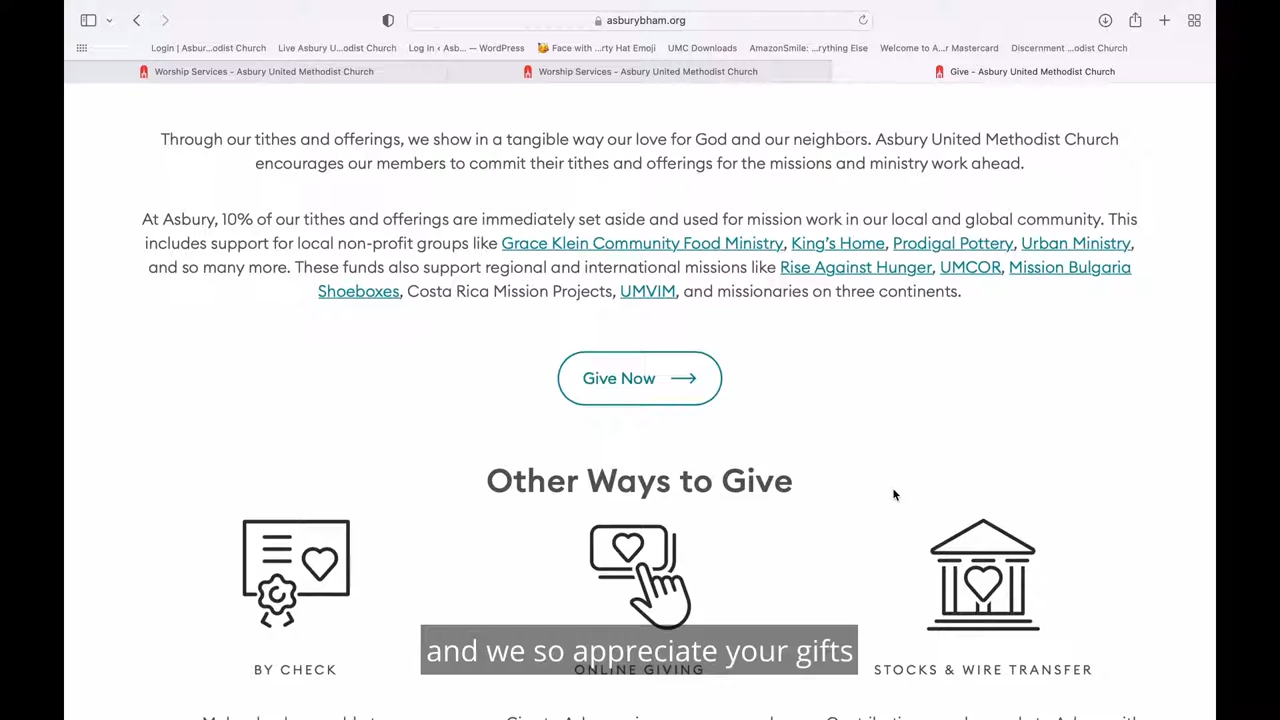 asburybham.org
Login | Asbur...odist Church
Live Asbury U...odist Church
Log In ‹ Asb... — WordPress
Face with ...rty Hat Emoji
UMC Downloads
AmazonSmile: ...rything Else
Welcome to A...r Mastercard
Discernment ...odist Church
Worship Services - Asbury United Methodist Church
Worship Services - Asbury United Methodist Church
Give - Asbury United Methodist Church
Through our tithes and offerings, we show in a tangible way our love for God and our neighbors. Asbury United Methodist Church
encourages our members to commit their tithes and offerings for the missions and ministry work ahead.
At Asbury, 10% of our tithes and offerings are immediately set aside and used for mission work in our local and global community. This
includes support for local non-profit groups like Grace Klein Community Food Ministry, King's Home, Prodigal Pottery, Urban Ministry,
and so many more. These funds also support regional and international missions like Rise Against Hunger, UMCOR, Mission Bulgaria
Shoeboxes, Costa Rica Mission Projects, UMVIM, and missionaries on three continents.
Give Now
Other Ways to Give
and we so appreciate your gifts
BY CHECK
ONLINE GIVING
STOCKS & WIRE TRANSFER